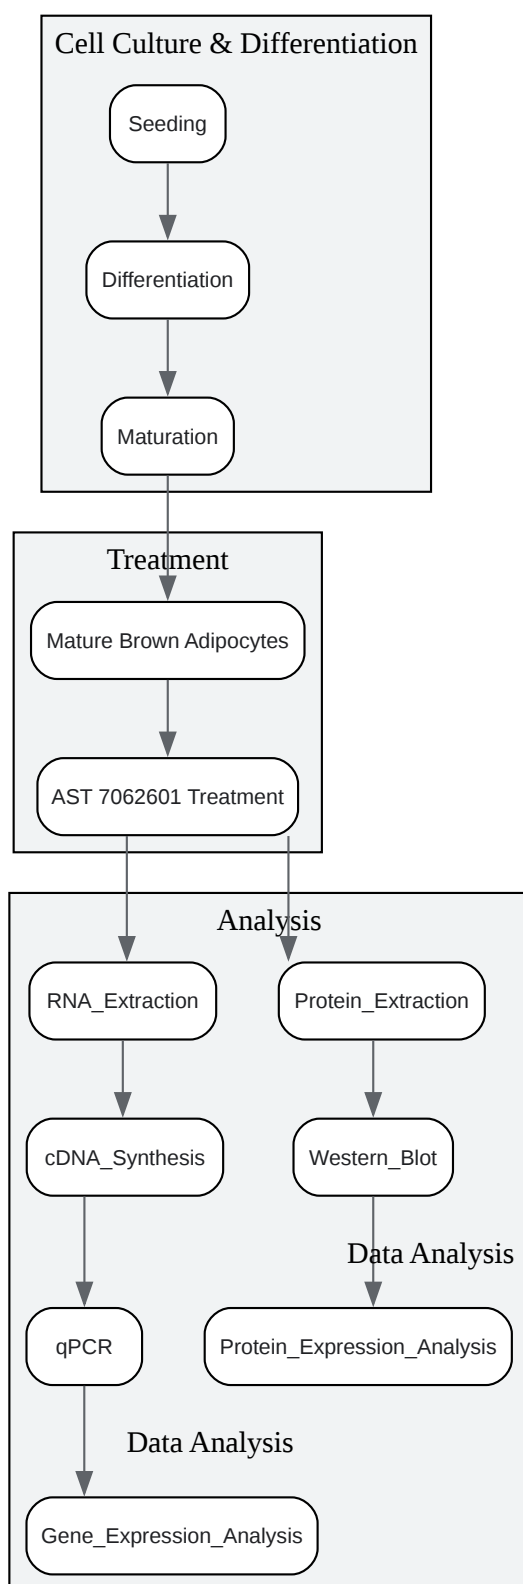 Cell Culture & Differentiation
Seeding
Differentiation
Maturation
Treatment
Mature Brown Adipocytes
AST 7062601 Treatment
Analysis
RNA_Extraction
Protein_Extraction
cDNA_Synthesis
Western_Blot
Data Analysis
qPCR
Protein_Expression_Analysis
Data Analysis
Gene_Expression_Analysis